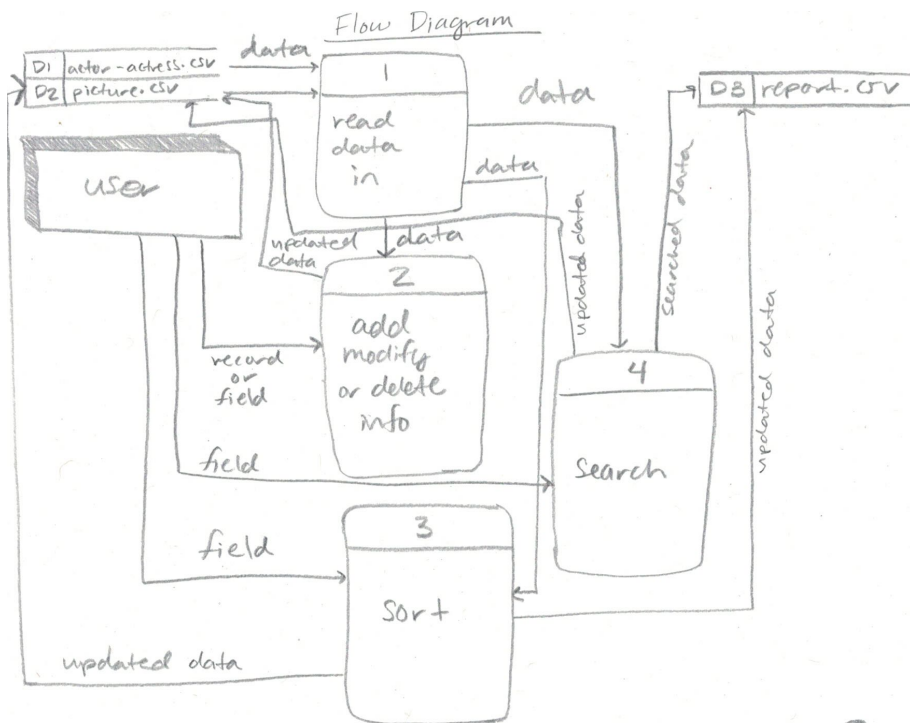 Flow Diagram
D1 actor-actress.csv
D2 picture.csv
data
1
read
data
in
data
data
D3 report.csv
user
updated
data
data
2
add
modify
or delete
info
record
or
field
updated data
searched data
updated data
4
search
field
3
sort
field
updated data